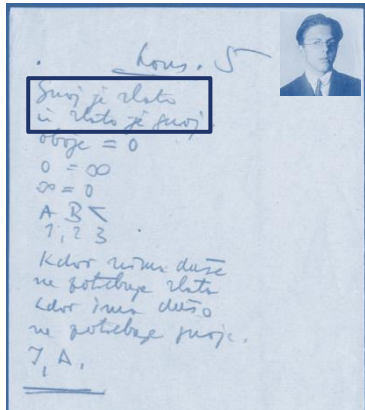 Kons. 5
Gnoj je zlato
in zlato je gnoj.
oboje = 0
0 = ∞
∞ = 0
A B <
1, 2 3
Kdor nima duše
ne potrebuje zlata
kdor ima dušo
ne potrebuje gnoja.
I, A.